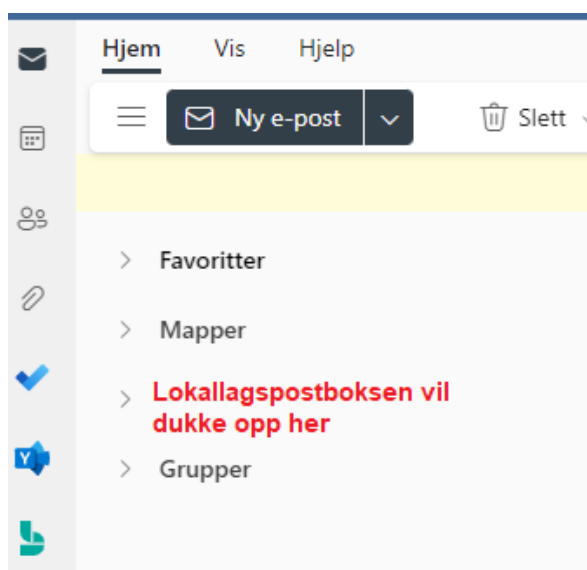 Hjem Vis Hjelp
Ny e-post Slett
Favoritter
Mapper
Lokallagspostboksen vil
dukke opp her
Grupper